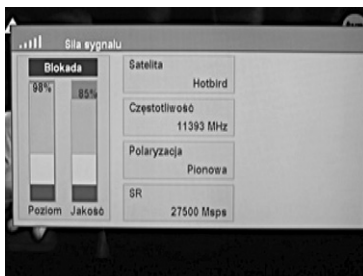 Siła sygnału
Blokada
98%
85%
Poziom
Jakość
Satelita
Hotbird
Częstotliwość
11393 MHz
Polaryzacja
Pionowa
SR
27500 Msps